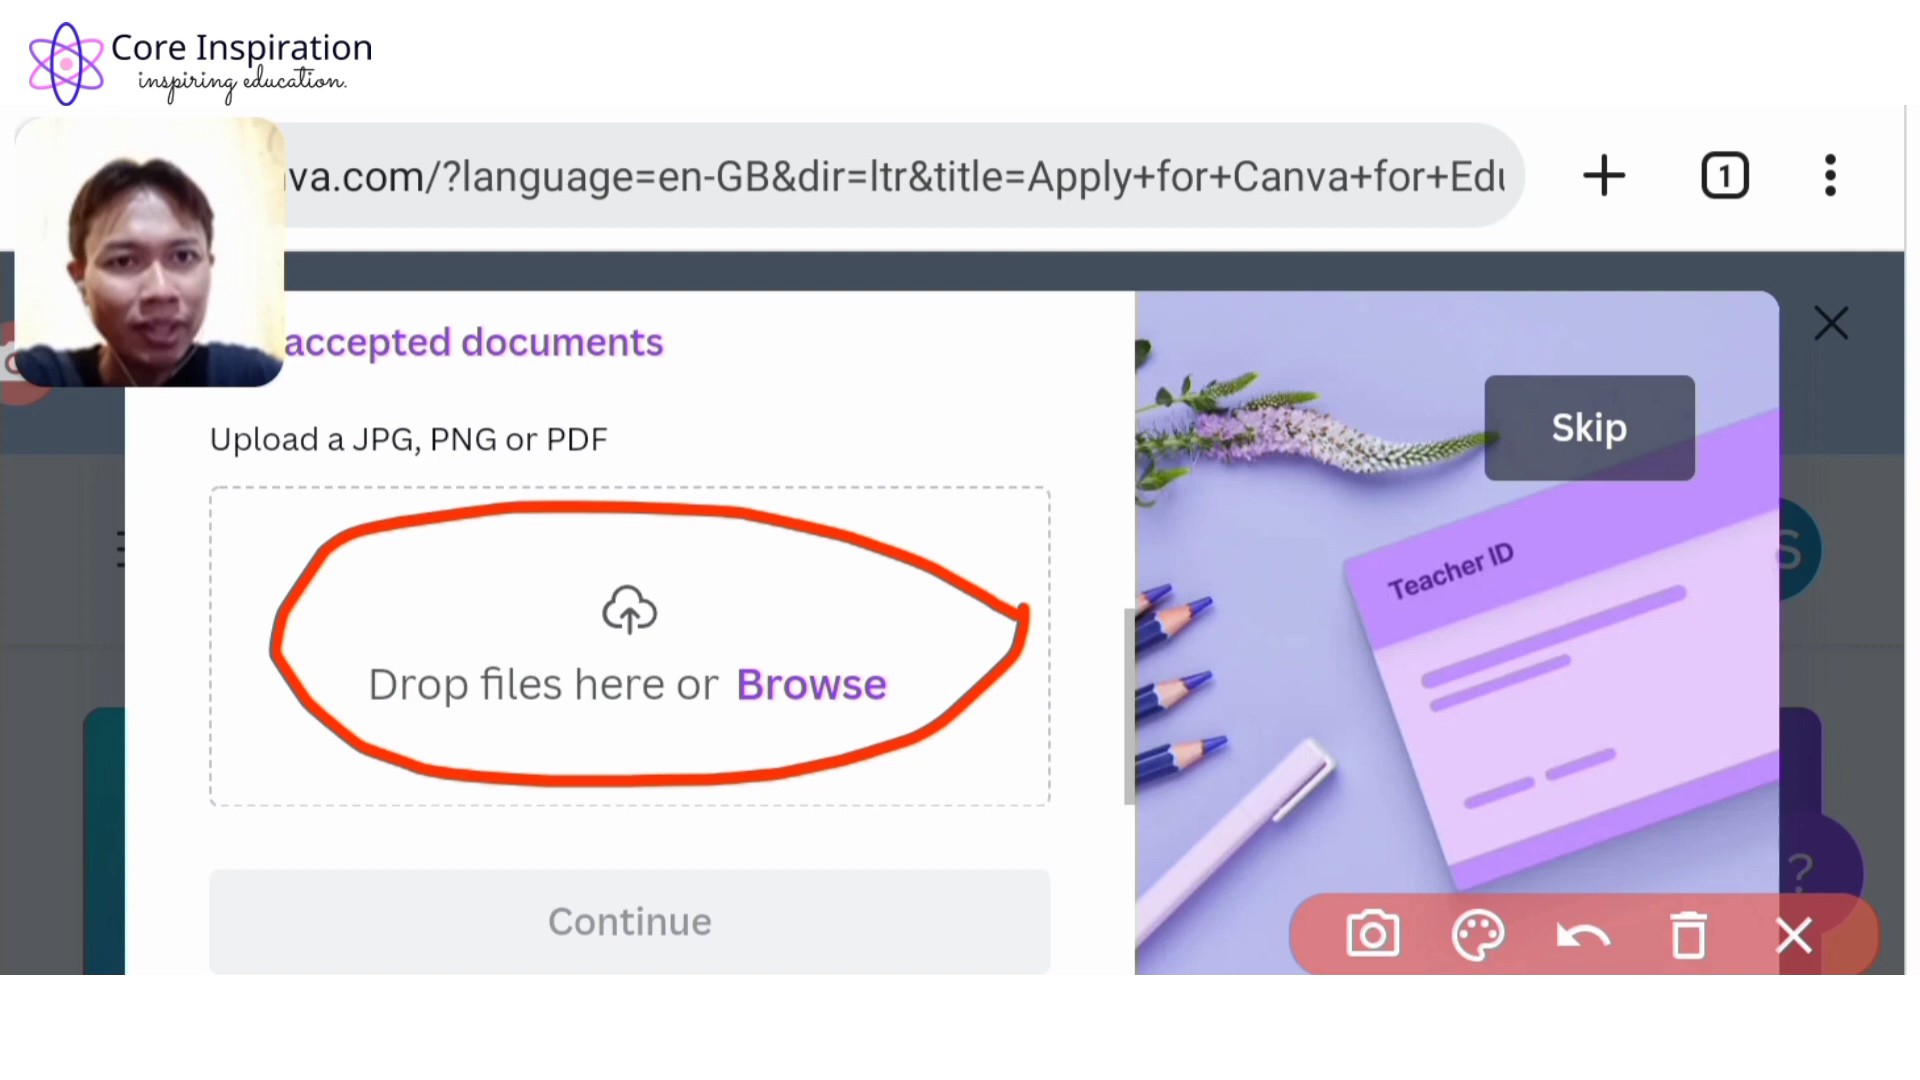 Core Inspiration
inspiring education.
va.com/?language=en-GB&dir=ltr&title=Apply+for+Canva+for+Edu
1
accepted documents
Upload a JPG, PNG or PDF
Skip
Teacher ID
S
Drop files here or Browse
?
Continue